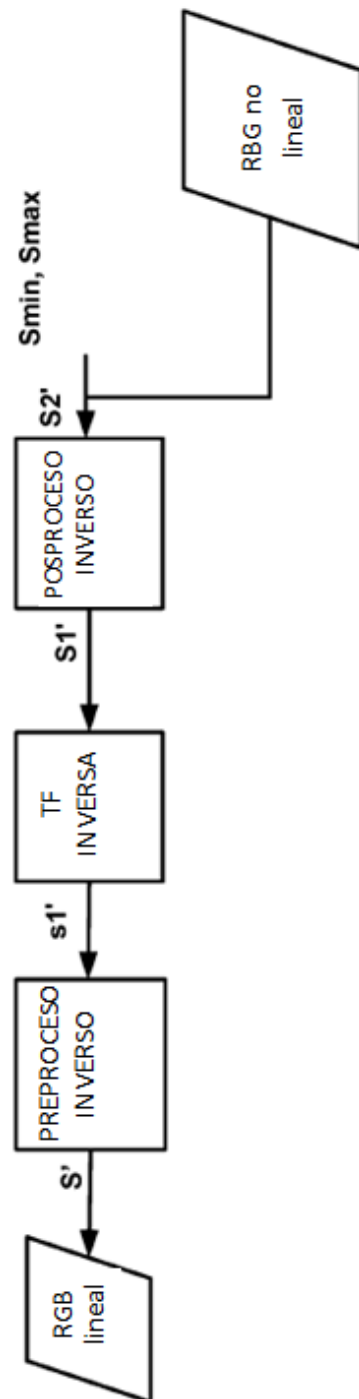 RGB
lineal
S'
PREPROCESO
INVERSO
s1'
TF
INVERSA
S1'
POSPROCESO
INVERSO
S2'
Smin, Smax
RBG no
lineal